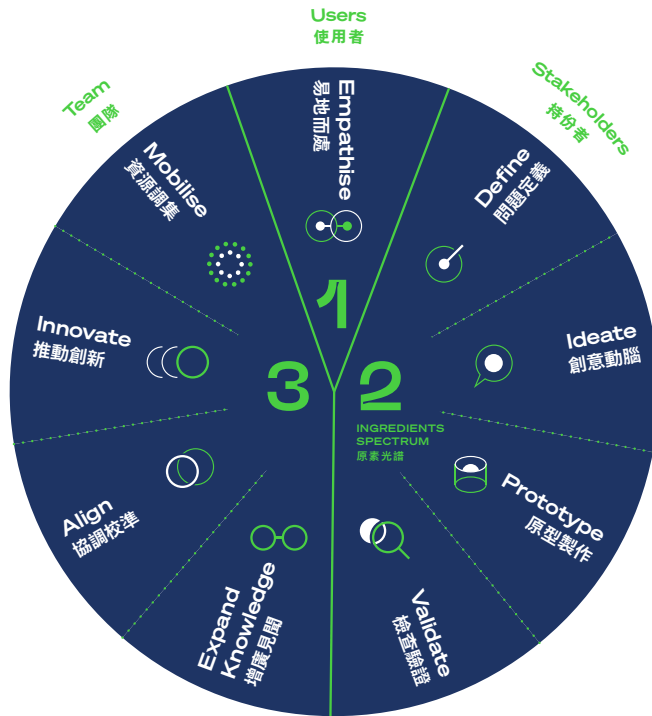 Users
使用者
Stakeholders
持份者
Team
團隊
1
Empathise
易地而處
2
INGREDIENTS
SPECTRUM
原素光譜
Define
問題定義
Ideate
創意動腦
Prototype
原型製作
Validate
檢查驗證
3
Expand
Knowledge
增廣見聞
Align
協調校準
Innovate
推動創新
Mobilise
資源調集